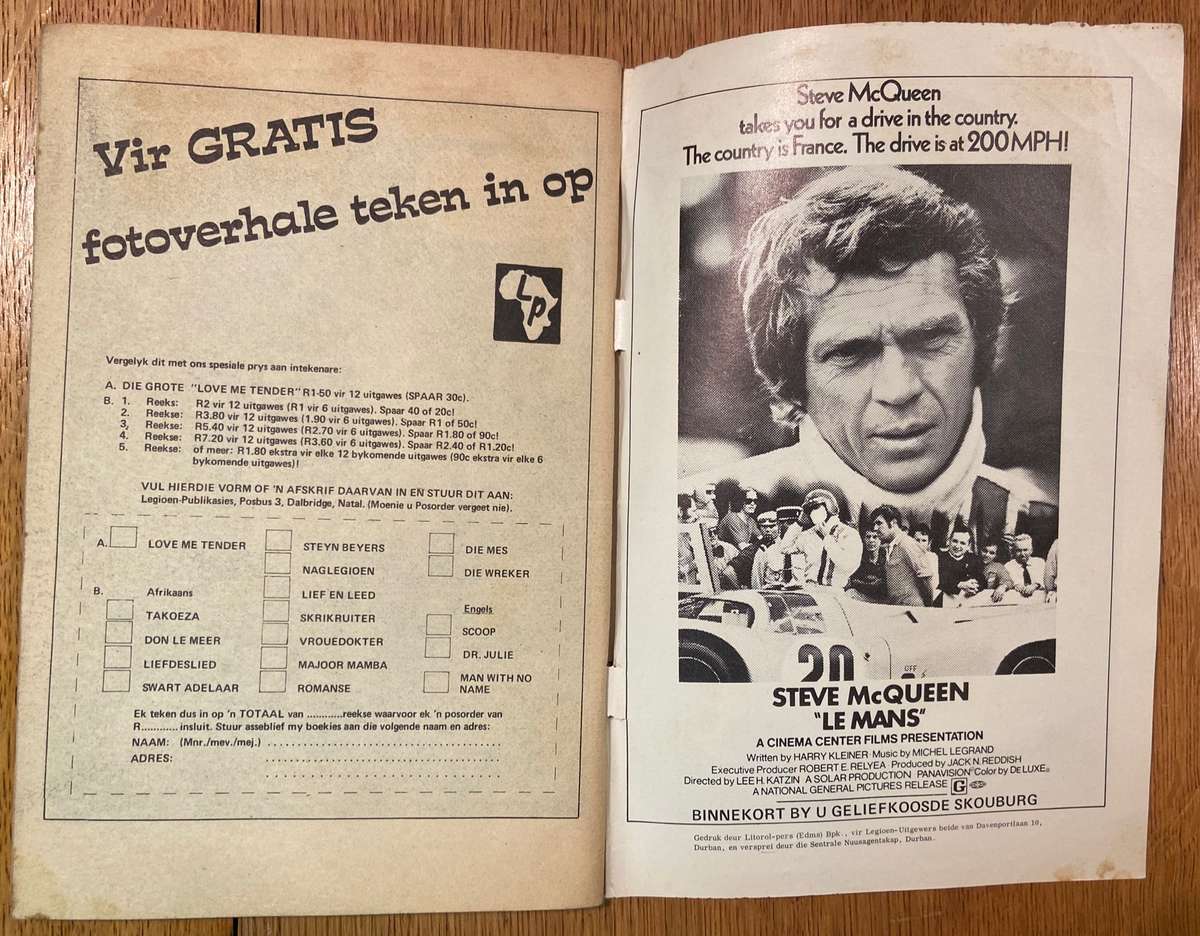 Vir GRATIS
fotoverhale teken in op
LP
Vergelyk dit met ons spesiale prys aan intekenare:
A. DIE GROTE "LOVE ME TENDER" R1-50 vir 12 uitgawes (SPAAR 30c).
B. 1. Reeks: R2 vir 12 uitgawes (R1 vir 6 uitgawes). Spaar 40 of 20c!
2. Reekse: R3.80 vir 12 uitgawes (1.90 vir 6 uitgawes). Spaar R1 of 50c!
3, Reekse: R5.40 vir 12 uitgawes (R2.70 vir 6 uitgawes). Spaar R1.80 of 90c!
4. Reekse: R7.20 vir 12 uitgawes (R3.60 vir 6 uitgawes). Spaar R2.40 of R1.20c!
5. Reekse: of meer: R1.80 ekstra vir elke 12 bykomende uitgawes (90c ekstra vir elke 6
bykomende uitgawes)!
VUL HIERDIE VORM OF 'N AFSKRIF DAARVAN IN EN STUUR DIT AAN:
Legioen-Publikasies, Posbus 3, Dalbridge, Natal. (Moenie u Posorder vergeet nie).
A. LOVE ME TENDER
B. Afrikaans
TAKOEZA
DON LE MEER
LIEFDESLIED
SWART ADELAAR
STEYN BEYERS
NAGLEGIOEN
LIEF EN LEED
SKRIKRUITER
VROUEDOKTER
MAJOOR MAMBA
ROMANSE
DIE MES
DIE WREKER
Engels
SCOOP
DR. JULIE
MAN WITH NO
NAME
Ek teken dus in op 'n TOTAAL van ............reekse waarvoor ek 'n posorder van
R............insluit. Stuur asseblief my boekies aan die volgende naam en adres:
NAAM: (Mnr./mev./mej.) ........................................
ADRES: ........................................
........................................
Steve McQueen
takes you for a drive in the country.
The country is France. The drive is at 200 MPH!
20
OFF
STEVE McQUEEN
"LE MANS"
A CINEMA CENTER FILMS PRESENTATION
Written by HARRY KLEINER Music by MICHEL LEGRAND
Executive Producer ROBERT E. RELYEA Produced by JACK N. REDDISH
Directed by LEE H. KATZIN A SOLAR PRODUCTION PANAVISION® Color by DE LUXE®
A NATIONAL GENERAL PICTURES RELEASE G
BINNEKORT BY U GELIEFKOOSDE SKOUBURG
Gedruk deur Litorol-pers (Edms) Bpk., vir Legioen-Uitgewers beide van Davenportlaan 10,
Durban, en versprei deur die Sentrale Nuusagentskap, Durban.